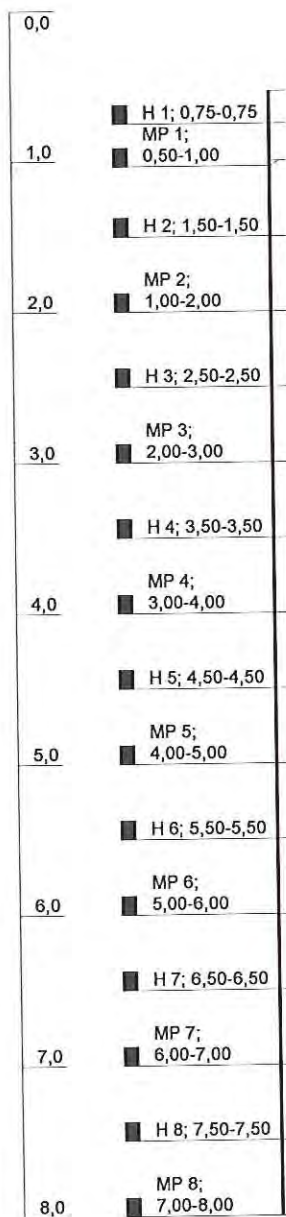 0,0
H 1; 0,75-0,75
MP 1;
0,50-1,00
1,0
H 2; 1,50-1,50
MP 2;
1,00-2,00
2,0
H 3; 2,50-2,50
MP 3;
2,00-3,00
3,0
H 4; 3,50-3,50
MP 4;
3,00-4,00
4,0
H 5; 4,50-4,50
MP 5;
4,00-5,00
5,0
H 6; 5,50-5,50
MP 6;
5,00-6,00
6,0
H 7; 6,50-6,50
MP 7;
6,00-7,00
7,0
H 8; 7,50-7,50
MP 8;
7,00-8,00
8,0